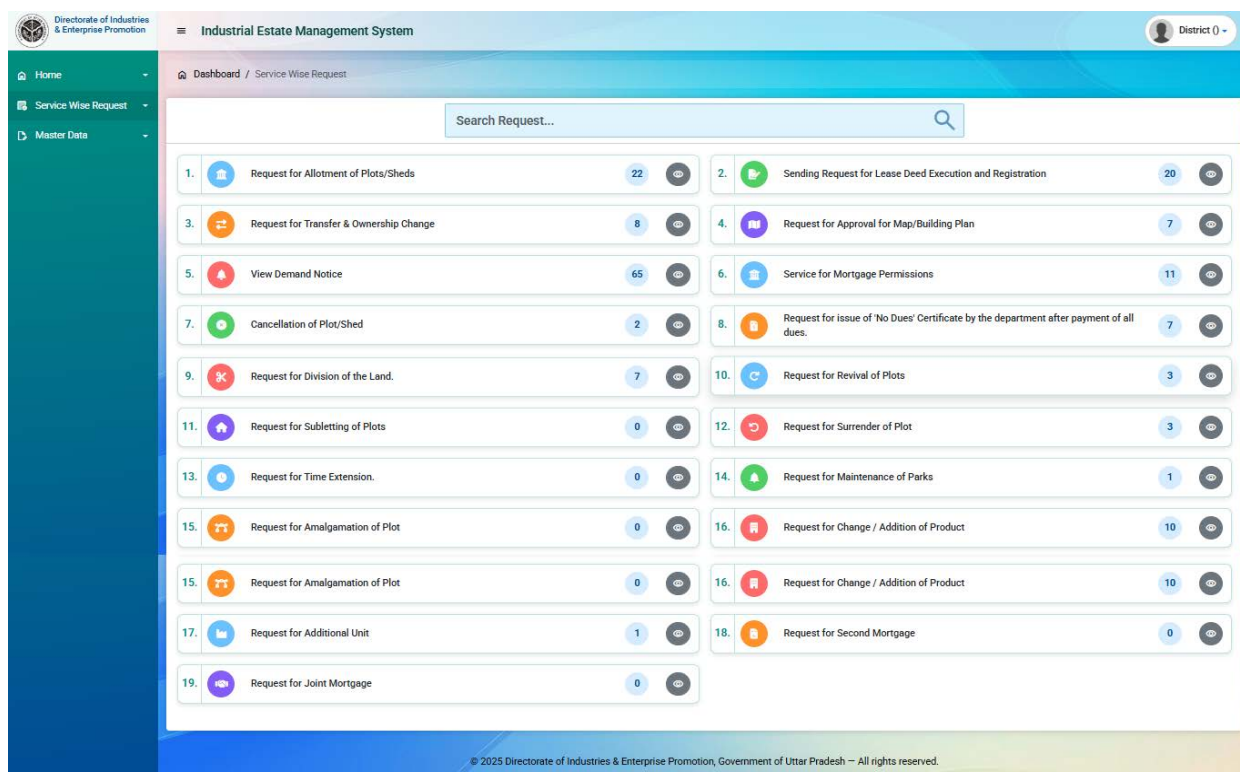 Directorate of Industries
& Enterprise Promotion
Industrial Estate Management System
District ()
Home
Service Wise Request
Master Data
Dashboard / Service Wise Request
Search Request...
1. Request for Allotment of Plots/Sheds 22
2. Sending Request for Lease Deed Execution and Registration 20
3. Request for Transfer & Ownership Change 8
4. Request for Approval for Map/Building Plan 7
5. View Demand Notice 65
6. Service for Mortgage Permissions 11
7. Cancellation of Plot/Shed 2
8. Request for issue of 'No Dues' Certificate by the department after payment of all
dues. 7
9. Request for Division of the Land. 7
10. Request for Revival of Plots 3
11. Request for Subletting of Plots 0
12. Request for Surrender of Plot 3
13. Request for Time Extension. 0
14. Request for Maintenance of Parks 1
15. Request for Amalgamation of Plot 0
16. Request for Change / Addition of Product 10
15. Request for Amalgamation of Plot 0
16. Request for Change / Addition of Product 10
17. Request for Additional Unit 1
18. Request for Second Mortgage 0
19. Request for Joint Mortgage 0
© 2025 Directorate of Industries & Enterprise Promotion, Government of Uttar Pradesh — All rights reserved.